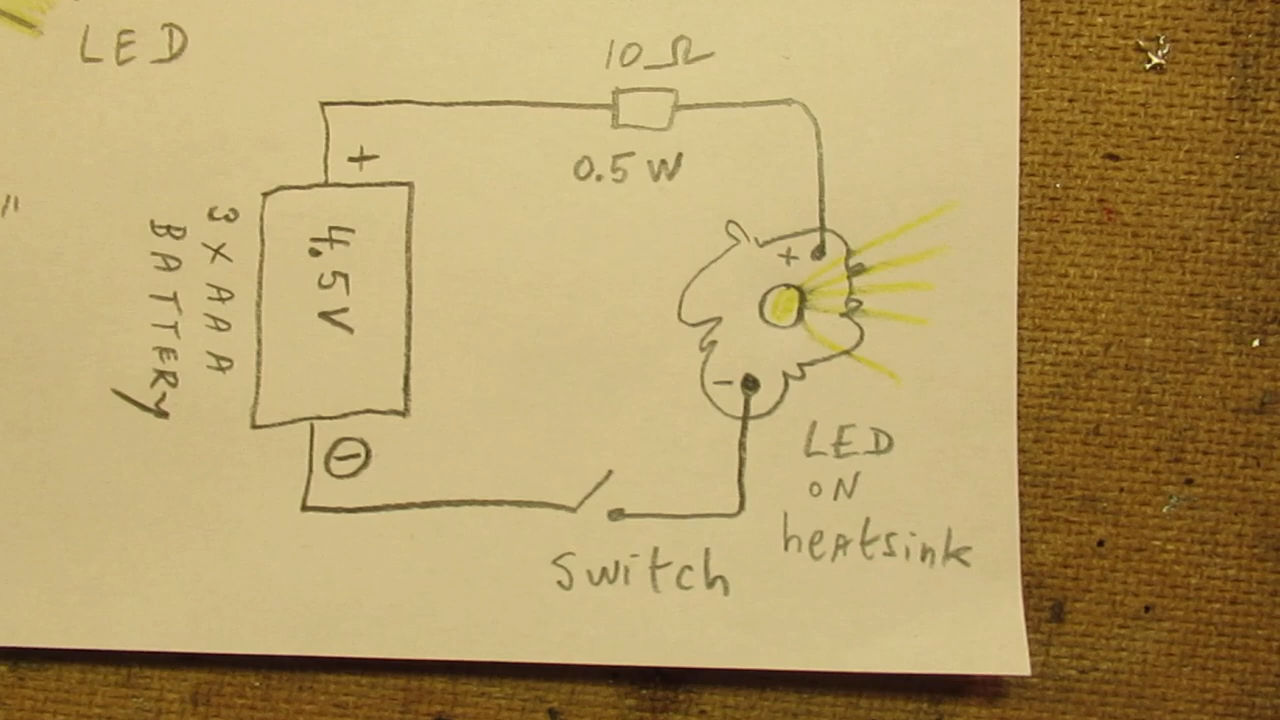 LED
10Ω
0.5 W
+
4.5V
3 X AAA
BATTERY
+
-
-
LED
ON
heatsink
Switch